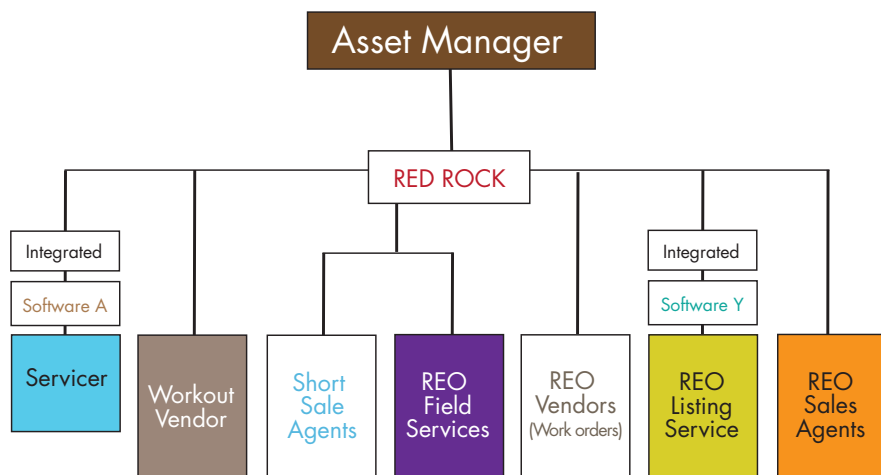 Asset Manager
RED ROCK
Integrated
Integrated
Software A
Software Y
Servicer
Workout
Vendor
Short
Sale
Agents
REO
Field
Services
REO
Vendors
(Work orders)
REO
Listing
Service
REO
Sales
Agents